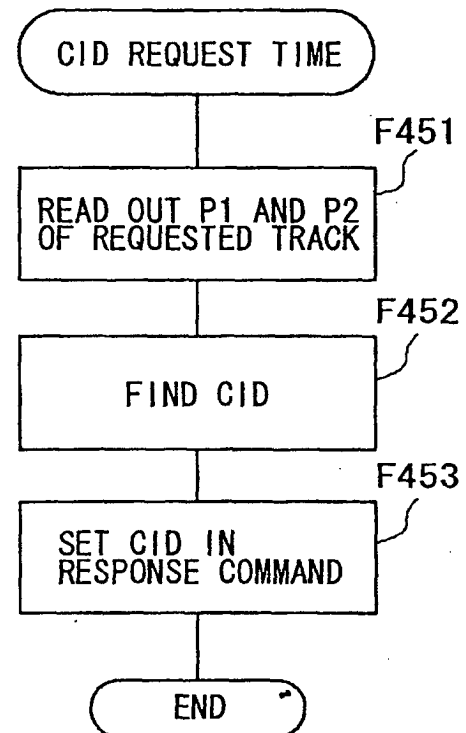 CID REQUEST TIME
F451
READ OUT P1 AND P2
OF REQUESTED TRACK
F452
FIND CID
F453
SET CID IN
RESPONSE COMMAND
END